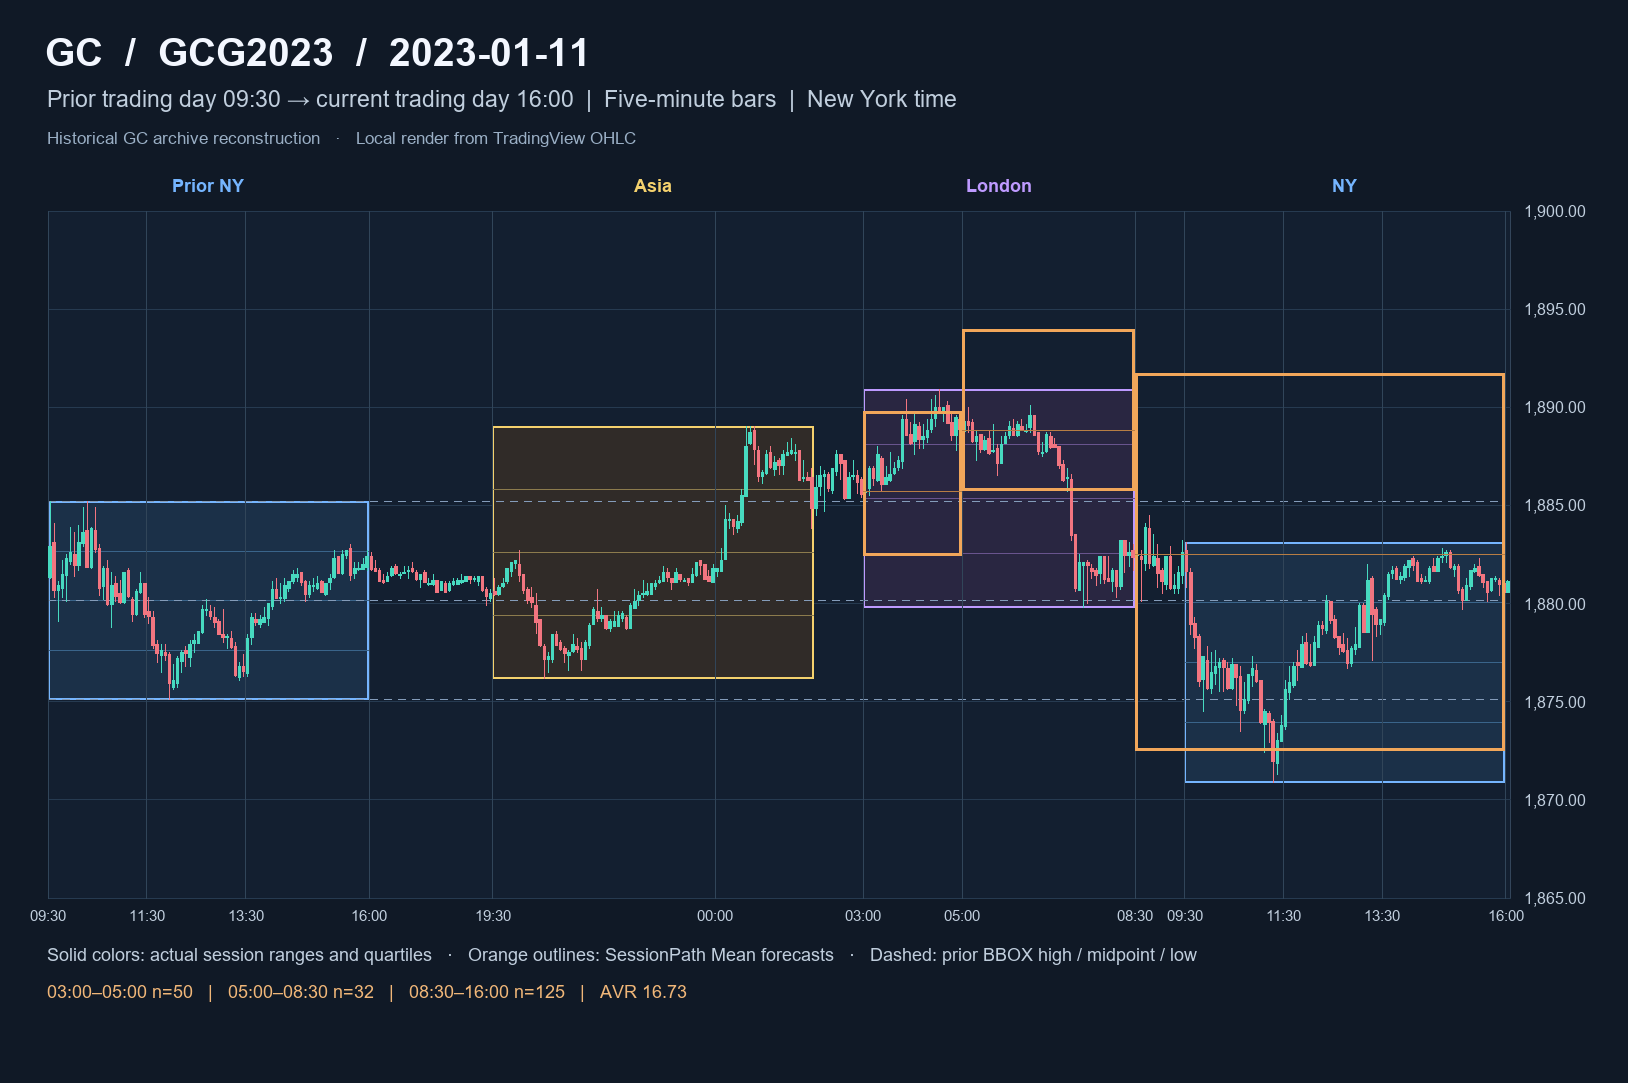 GC / GCG2023 / 2023-01-11
Prior trading day 09:30 → current trading day 16:00 | Five-minute bars | New York time
Historical GC archive reconstruction · Local render from TradingView OHLC
Prior NY Asia London NY
1,900.00
1,895.00
1,890.00
1,885.00
1,880.00
1,875.00
1,870.00
1,865.00
09:30 11:30 13:30 16:00 19:30 00:00 03:00 05:00 08:30 09:30 11:30 13:30 16:00
Solid colors: actual session ranges and quartiles · Orange outlines: SessionPath Mean forecasts · Dashed: prior BBOX high / midpoint / low
03:00–05:00 n=50 | 05:00–08:30 n=32 | 08:30–16:00 n=125 | AVR 16.73